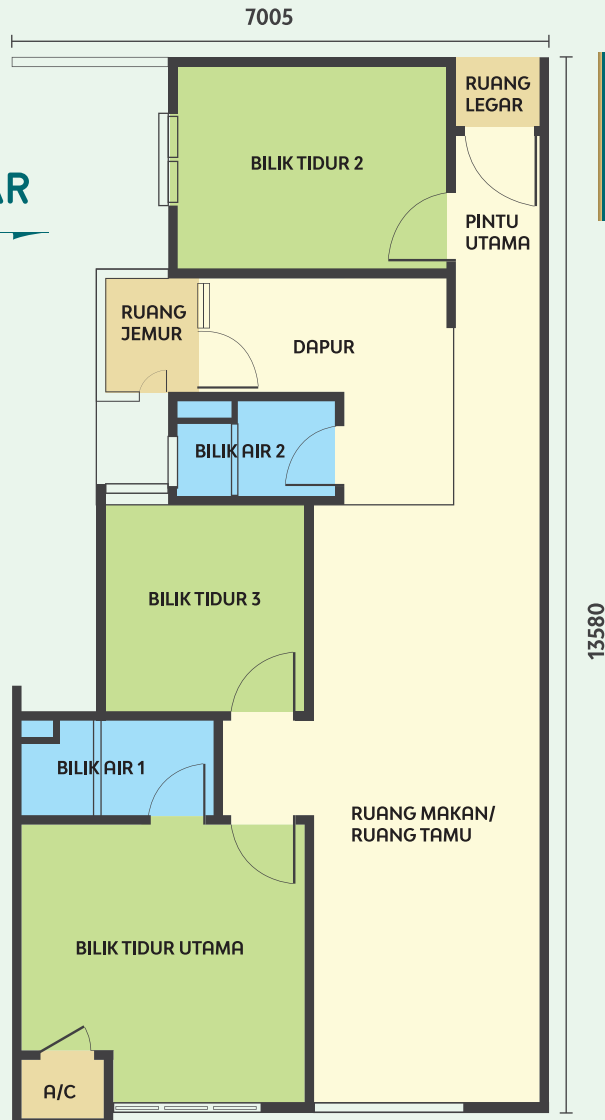 7005
RUANG
LEGAR
BILIK TIDUR 2
AR
PINTU
UTAMA
RUANG
JEMUR
DAPUR
BILIK AIR 2
BILIK TIDUR 3
13580
BILIK AIR 1
RUANG MAKAN/
RUANG TAMU
BILIK TIDUR UTAMA
A/C